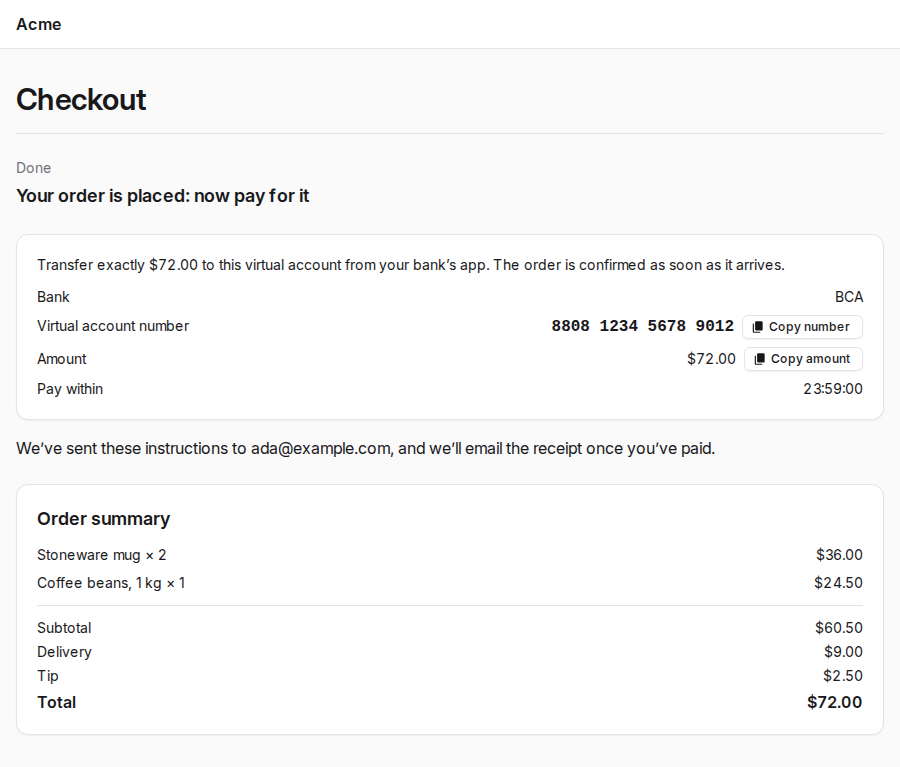 Acme
Checkout
Done
Your order is placed: now pay for it
Transfer exactly $72.00 to this virtual account from your bank’s app. The order is confirmed as soon as it arrives.
Bank BCA
Virtual account number 8808 1234 5678 9012 Copy number
Amount $72.00 Copy amount
Pay within 23:59:00
We’ve sent these instructions to ada@example.com, and we’ll email the receipt once you’ve paid.
Order summary
Stoneware mug × 2 $36.00
Coffee beans, 1 kg × 1 $24.50
Subtotal $60.50
Delivery $9.00
Tip $2.50
Total $72.00